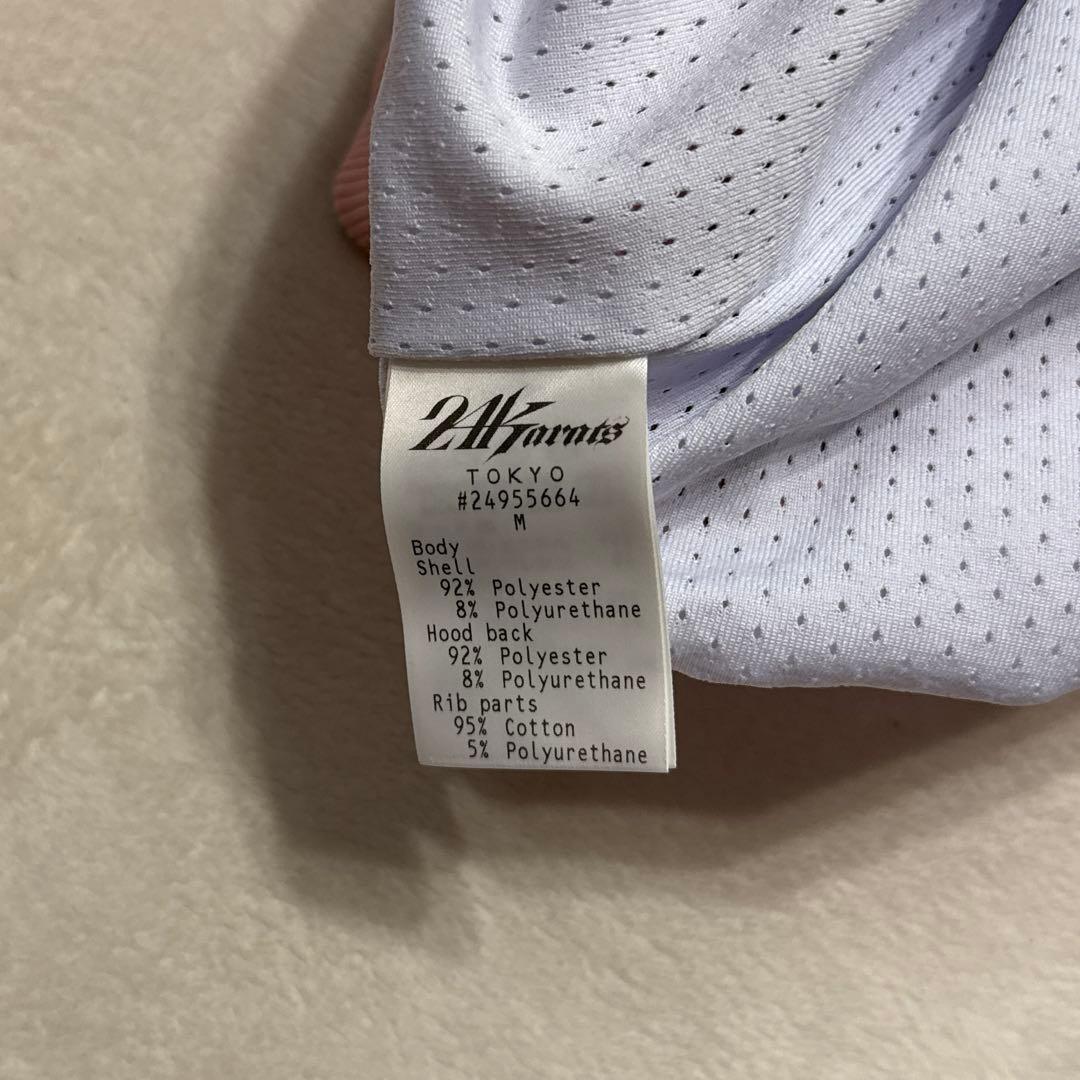 24Karats
TOKYO
#24955664
M
Body
Shell
92% Polyester
8% Polyurethane
Hood back
92% Polyester
8% Polyurethane
Rib parts
95% Cotton
5% Polyurethane